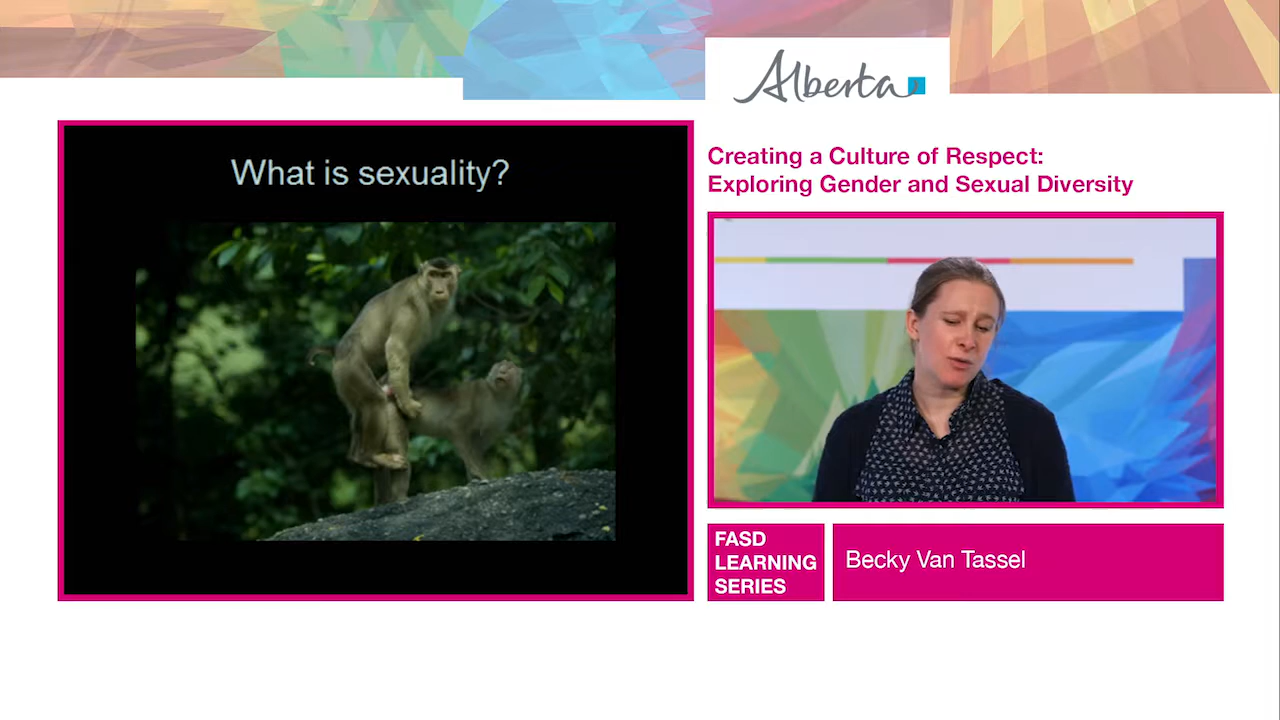 Alberta
What is sexuality?
Creating a Culture of Respect:
Exploring Gender and Sexual Diversity
FASD
LEARNING
SERIES
Becky Van Tassel